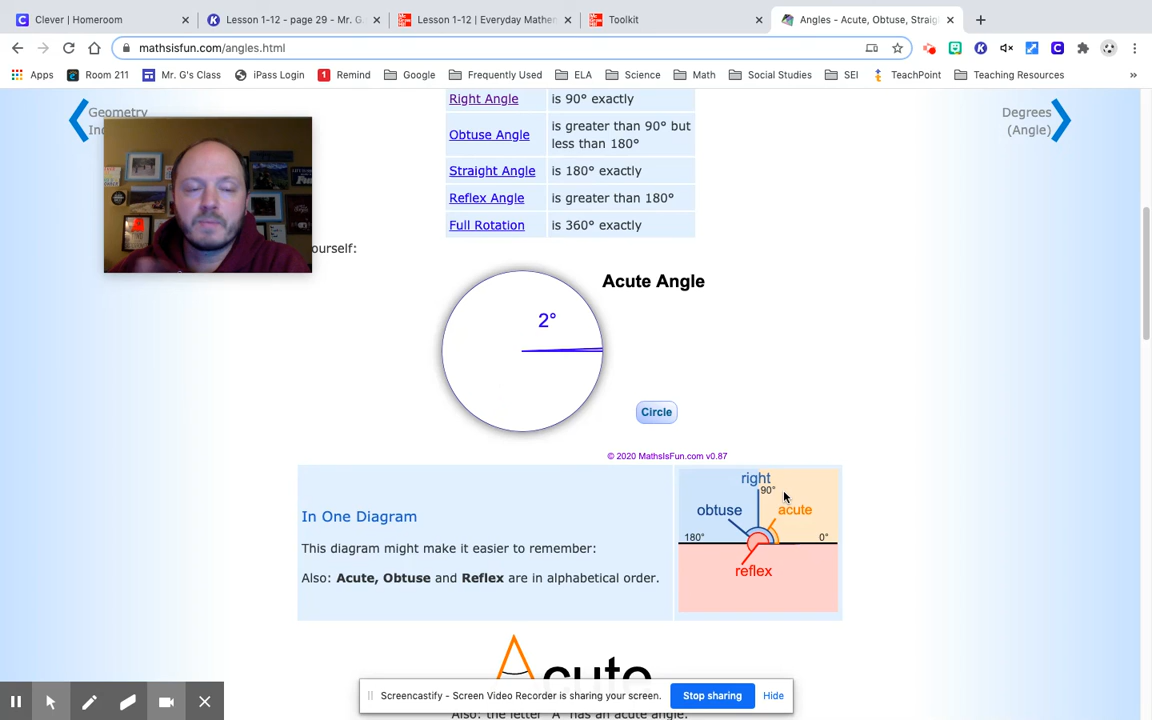 Clever | Homeroom
Lesson 1-12 - page 29 - Mr. G.
Lesson 1-12 | Everyday Mathem
Toolkit
Angles - Acute, Obtuse, Straig
mathsisfun.com/angles.html
Apps
Room 211
Mr. G's Class
iPass Login
Remind
Google
Frequently Used
ELA
Science
Math
Social Studies
SEI
TeachPoint
Teaching Resources
»
Geometry
In
Degrees
(Angle)
Right Angle is 90° exactly
Obtuse Angle is greater than 90° but
less than 180°
Straight Angle is 180° exactly
Reflex Angle is greater than 180°
Full Rotation is 360° exactly
ourself:
Acute Angle
2°
Circle
© 2020 MathsIsFun.com v0.87
In One Diagram
This diagram might make it easier to remember:
Also: Acute, Obtuse and Reflex are in alphabetical order.
right
90°
obtuse
acute
180°
0°
reflex
Acute
Screencastify - Screen Video Recorder is sharing your screen.
Stop sharing
Hide
Also: the letter "A" has an acute angle.